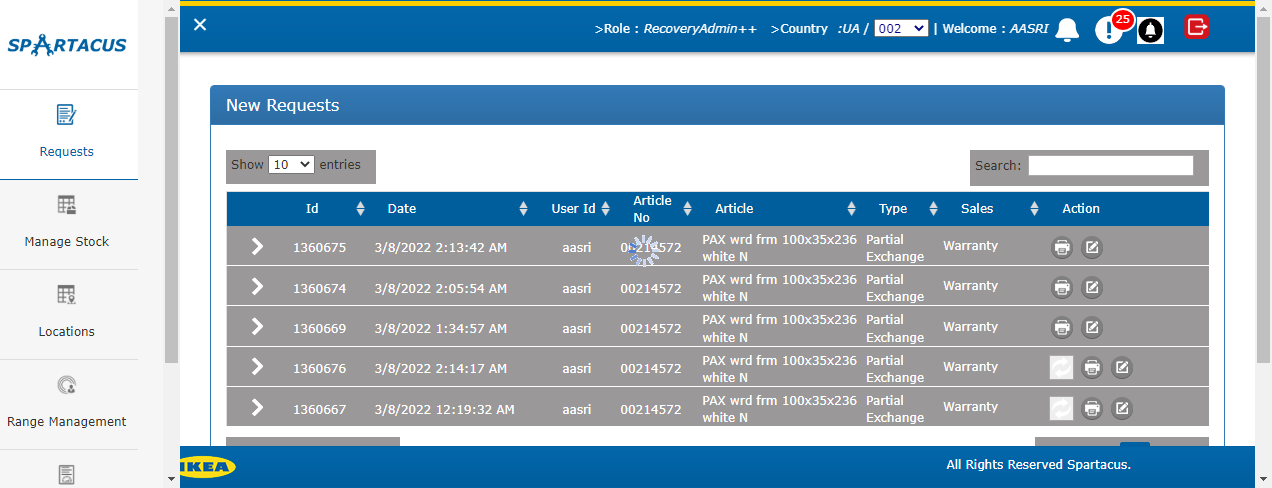 SPARTACUS
>Role : RecoveryAdmin++ >Country :UA / 002 | Welcome : AASRI
25
Requests
Manage Stock
Locations
Range Management
New Requests
Show 10 entries
Search:
Id Date User Id Article No Article Type Sales Action
1360675 3/8/2022 2:13:42 AM aasri 00214572 PAX wrd frm 100x35x236 white N Partial Exchange Warranty
1360674 3/8/2022 2:05:54 AM aasri 00214572 PAX wrd frm 100x35x236 white N Partial Exchange Warranty
1360669 3/8/2022 1:34:57 AM aasri 00214572 PAX wrd frm 100x35x236 white N Partial Exchange Warranty
1360676 3/8/2022 2:14:17 AM aasri 00214572 PAX wrd frm 100x35x236 white N Partial Exchange Warranty
1360667 3/8/2022 12:19:32 AM aasri 00214572 PAX wrd frm 100x35x236 white N Partial Exchange Warranty
IKEA
All Rights Reserved Spartacus.